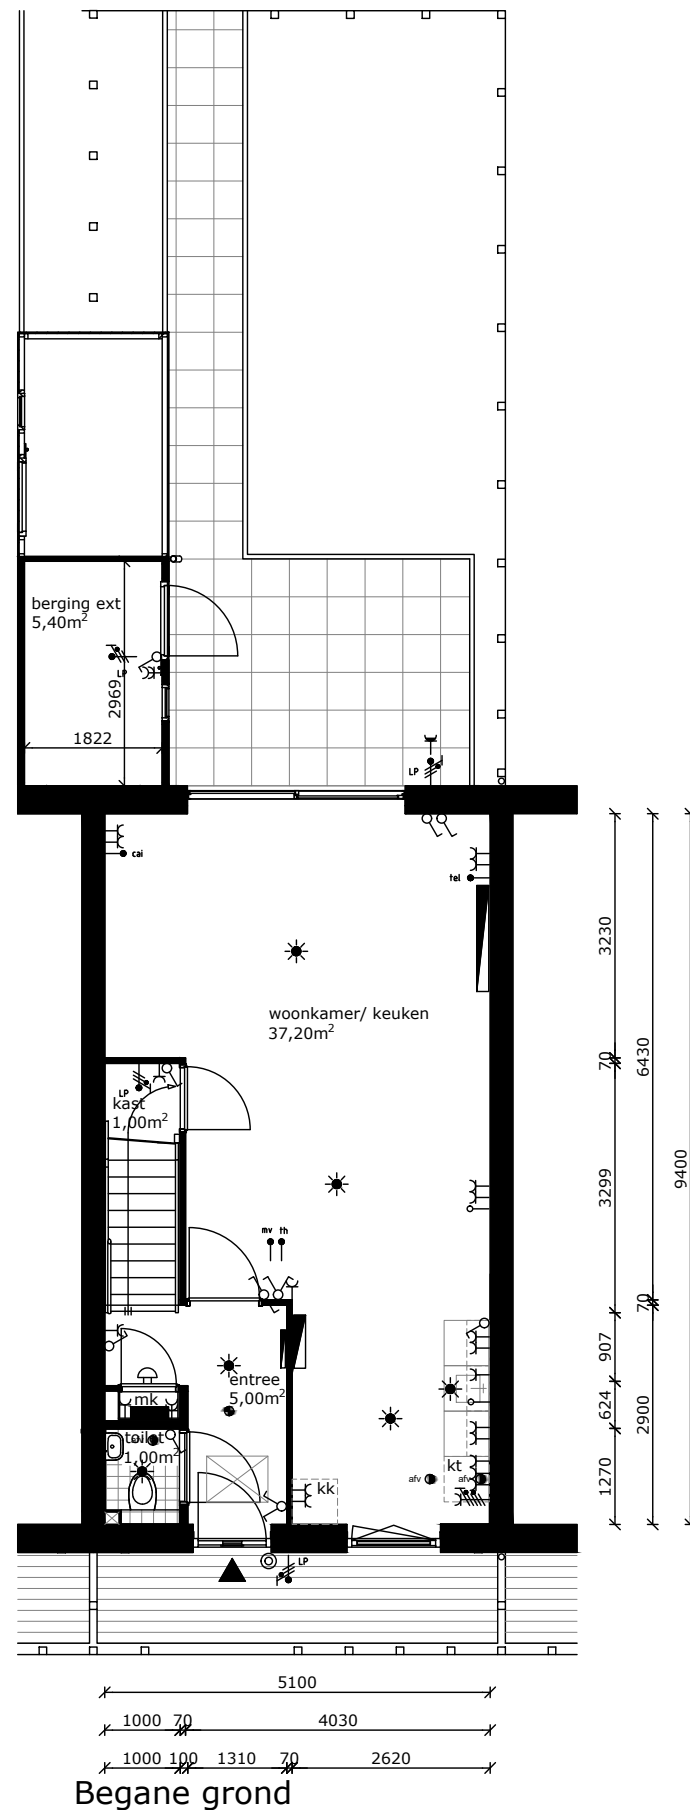 berging ext
5,40m²
LP
2969
1822
LP
cai
tel
woonkamer/ keuken
37,20m²
LP
kast
1,00m²
mv th
3230
70
6430
3299
9400
70
907
624
2900
1270
entree
5,00m²
mk
toilet
1,00m²
kk
kt
afv
afv
LP
5100
1000 70 4030
1000 100 1310 70 2620
Begane grond